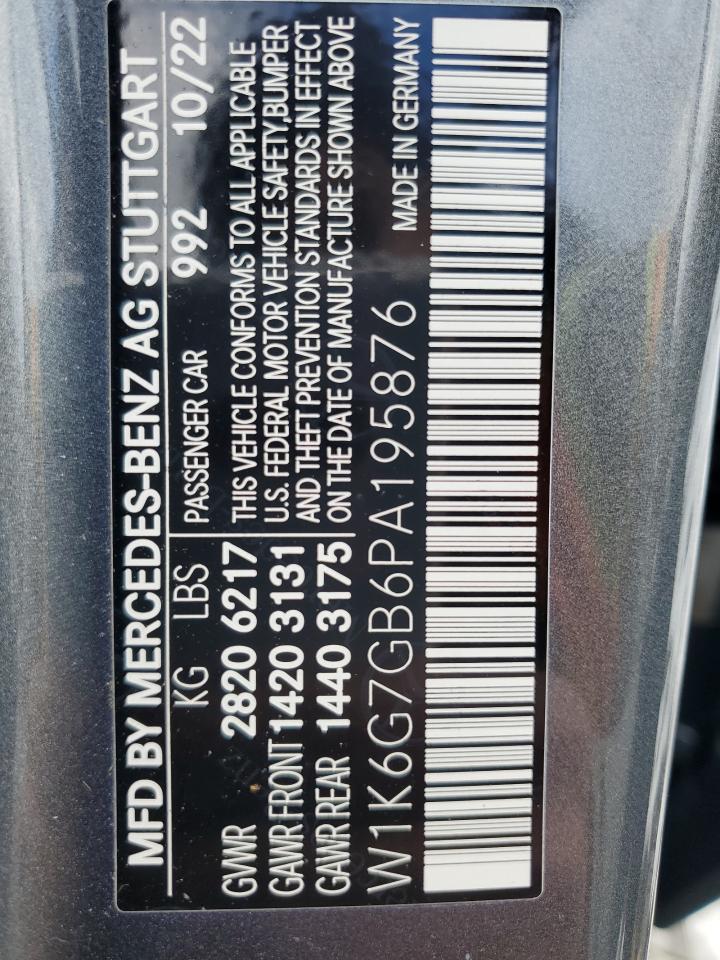 MFD BY MERCEDES-BENZ AG STUTTGART
KG LBS PASSENGER CAR 992 10/22
GVWR 2820 6217
GAWR FRONT 1420 3131
GAWR REAR 1440 3175
THIS VEHICLE CONFORMS TO ALL APPLICABLE
U.S. FEDERAL MOTOR VEHICLE SAFETY,BUMPER
AND THEFT PREVENTION STANDARDS IN EFFECT
ON THE DATE OF MANUFACTURE SHOWN ABOVE
W1K6G7GB6PA195876 MADE IN GERMANY